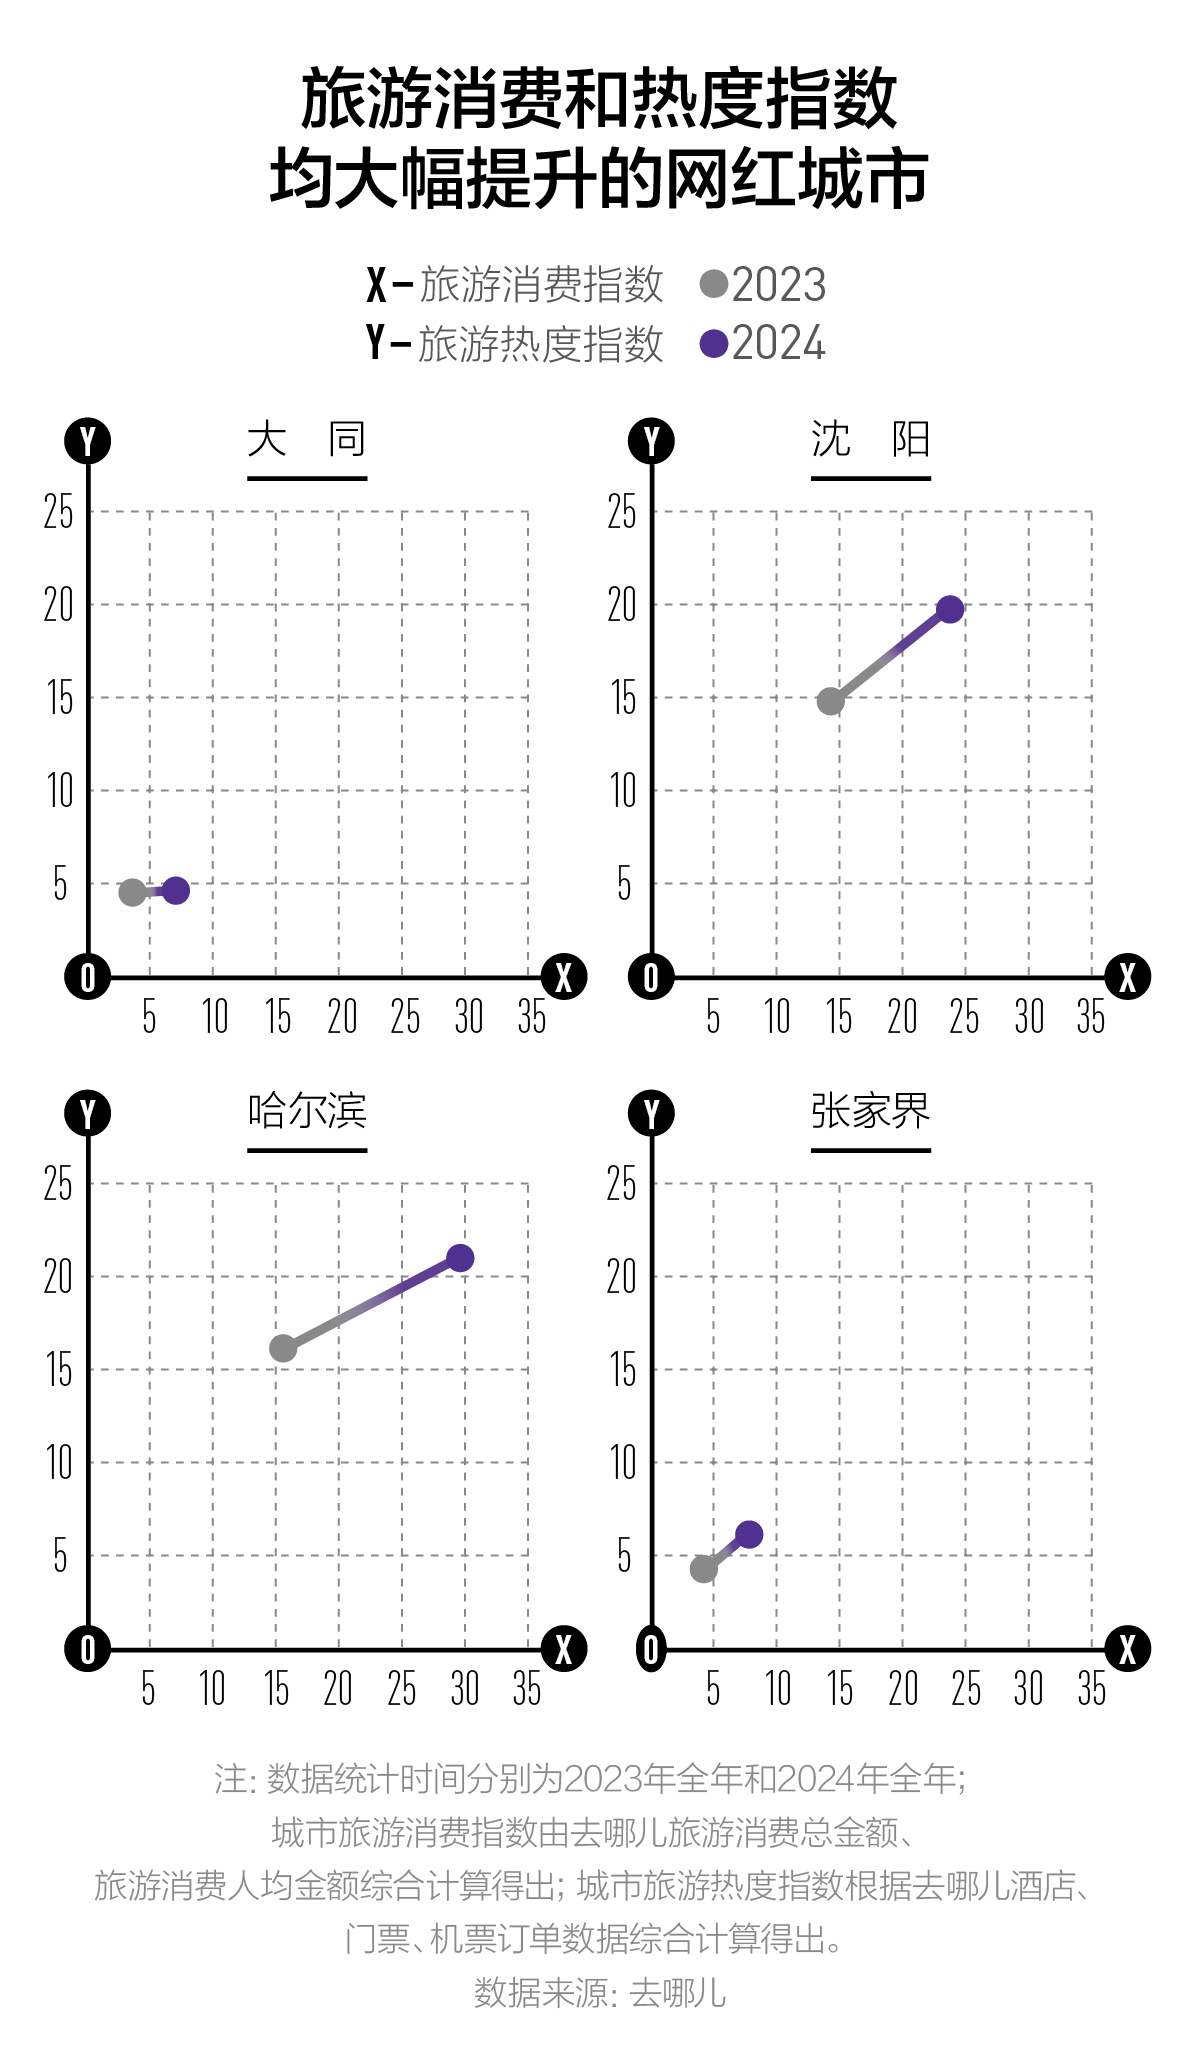 旅游消费和热度指数
均大幅提升的网红城市
X – 旅游消费指数 2023
Y – 旅游热度指数 2024
Y 大 同
25
20
15
10
5
O X
5 10 15 20 25 30 35
Y 沈 阳
25
20
15
10
5
O X
5 10 15 20 25 30 35
Y 哈尔滨
25
20
15
10
5
O X
5 10 15 20 25 30 35
Y 张家界
25
20
15
10
5
O X
5 10 15 20 25 30 35
注: 数据统计时间分别为2023年全年和2024年全年;
城市旅游消费指数由去哪儿旅游消费总金额、
旅游消费人均金额综合计算得出; 城市旅游热度指数根据去哪儿酒店、
门票、机票订单数据综合计算得出。
数据来源: 去哪儿